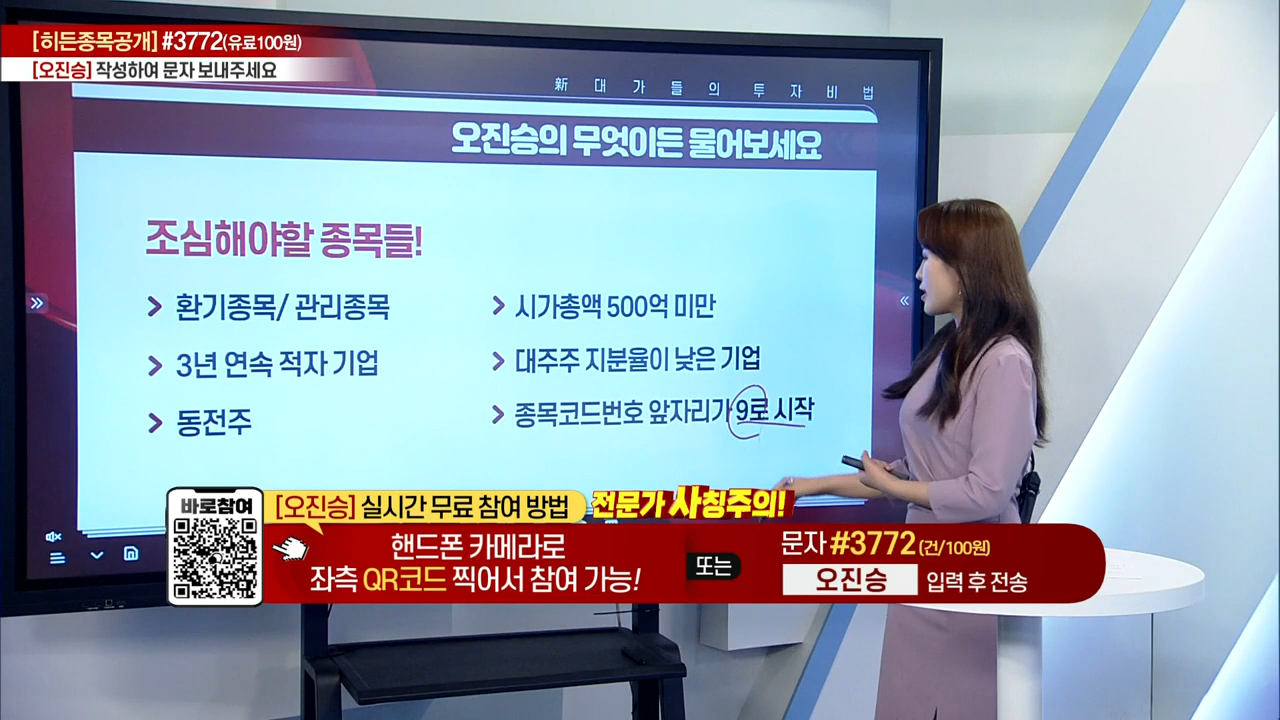 [히든종목공개] #3772(유료100원)
[오진승] 작성하여 문자 보내주세요
新 대 가 들 의 투 자 비 법
오진승의 무엇이든 물어보세요
조심해야할 종목들!
환기종목/ 관리종목
3년 연속 적자 기업
동전주
시가총액 500억 미만
대주주 지분율이 낮은 기업
종목코드번호 앞자리가 9로 시작
바로참여
[오진승] 실시간 무료 참여 방법
전문가 사칭주의!
핸드폰 카메라로
좌측 QR코드 찍어서 참여 가능!
또는
문자 #3772 (건/100원)
오진승 입력 후 전송